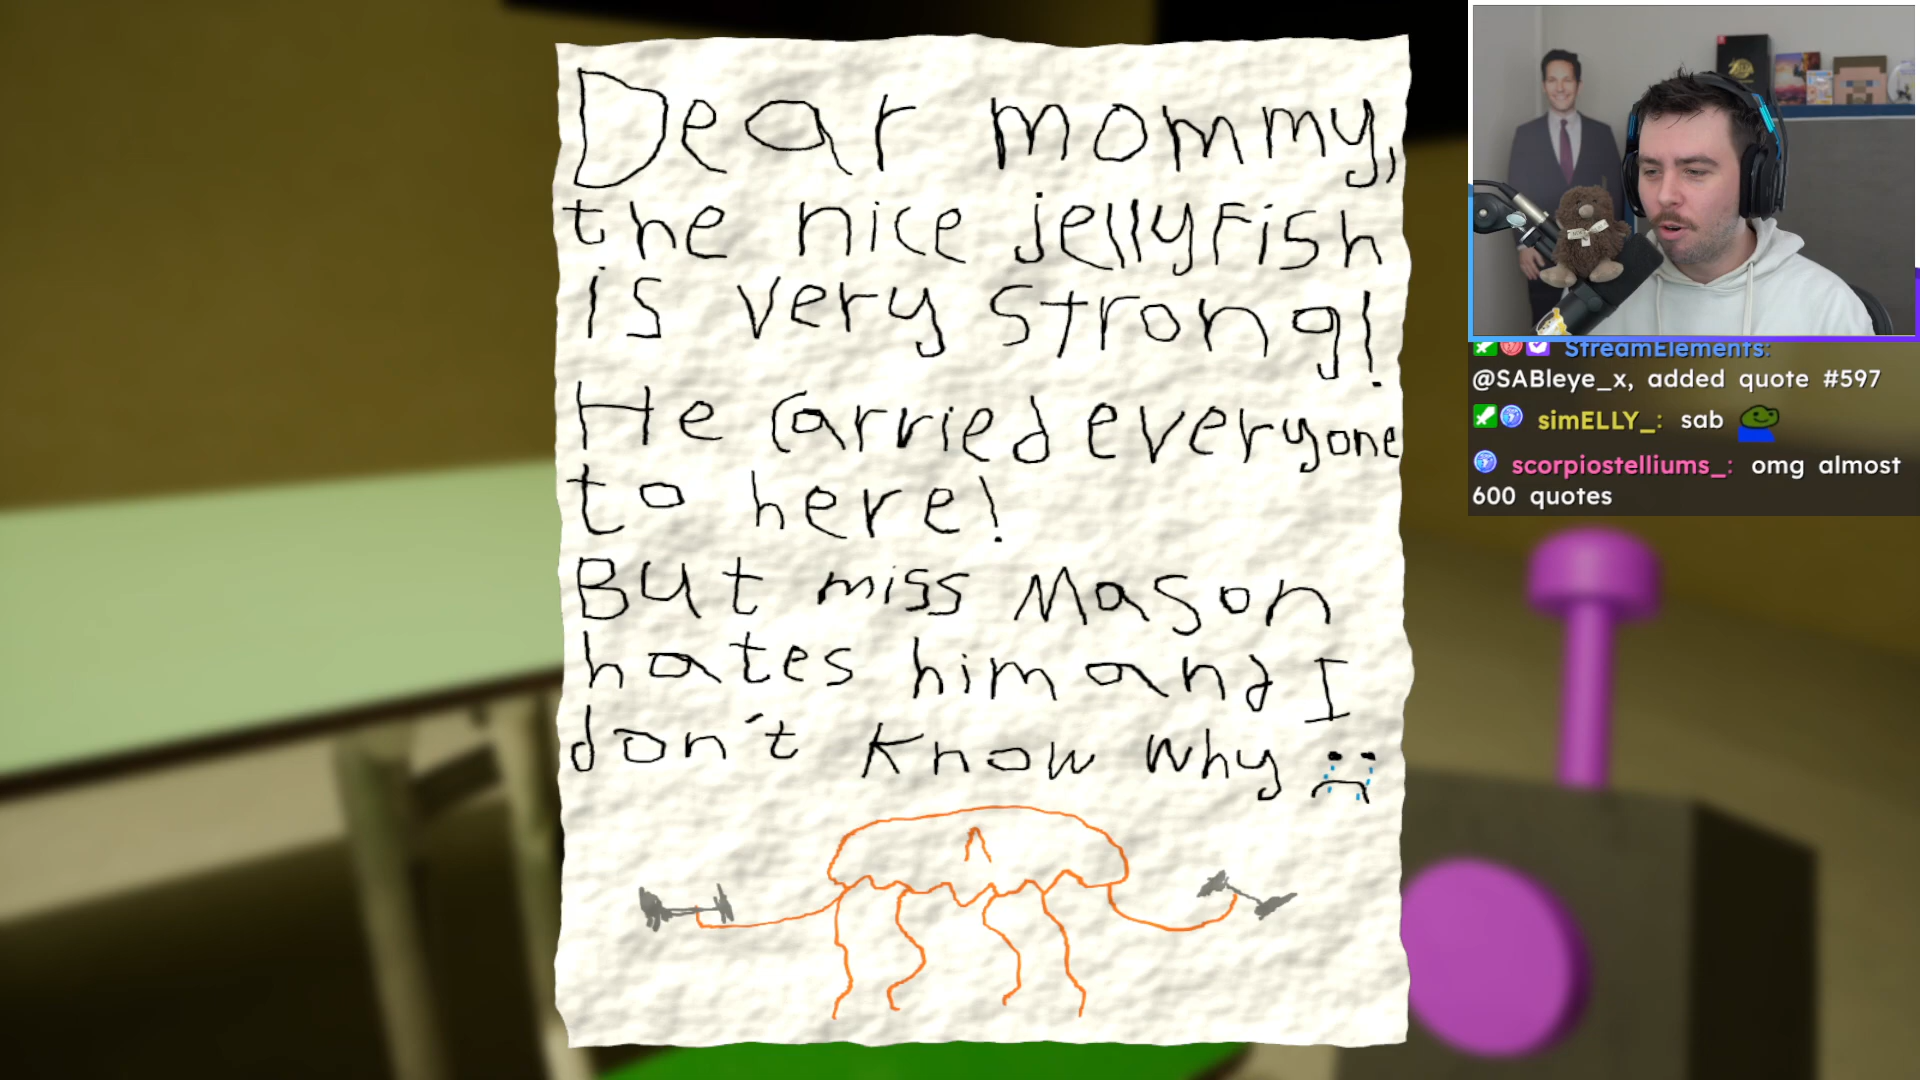 Dear mommy,
the nice jellyfish
is very strong!
He carried everyone
to here!
But miss Mason
hates him and I
don't know why
StreamElements:
@SABleye_x, added quote #597
simELLY_: sab
scorpiostelliums_: omg almost
600 quotes